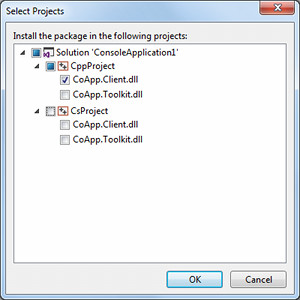 Select Projects
Install the package in the following projects:
Solution 'ConsoleApplication1'
CppProject
CoApp.Client.dll
CoApp.Toolkit.dll
CsProject
CoApp.Client.dll
CoApp.Toolkit.dll
OK Cancel